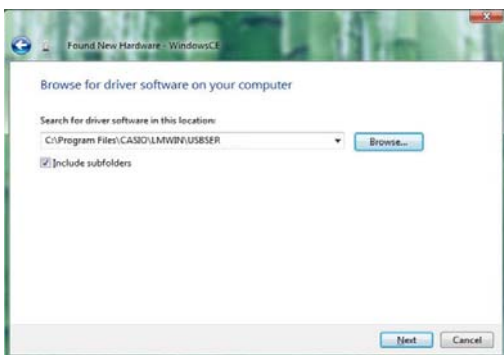 Found New Hardware - WindowsCE
Browse for driver software on your computer
Search for driver software in this location:
C:\Program Files\CASIO\LMWIN\USBSER
Browse...
Include subfolders
Next
Cancel